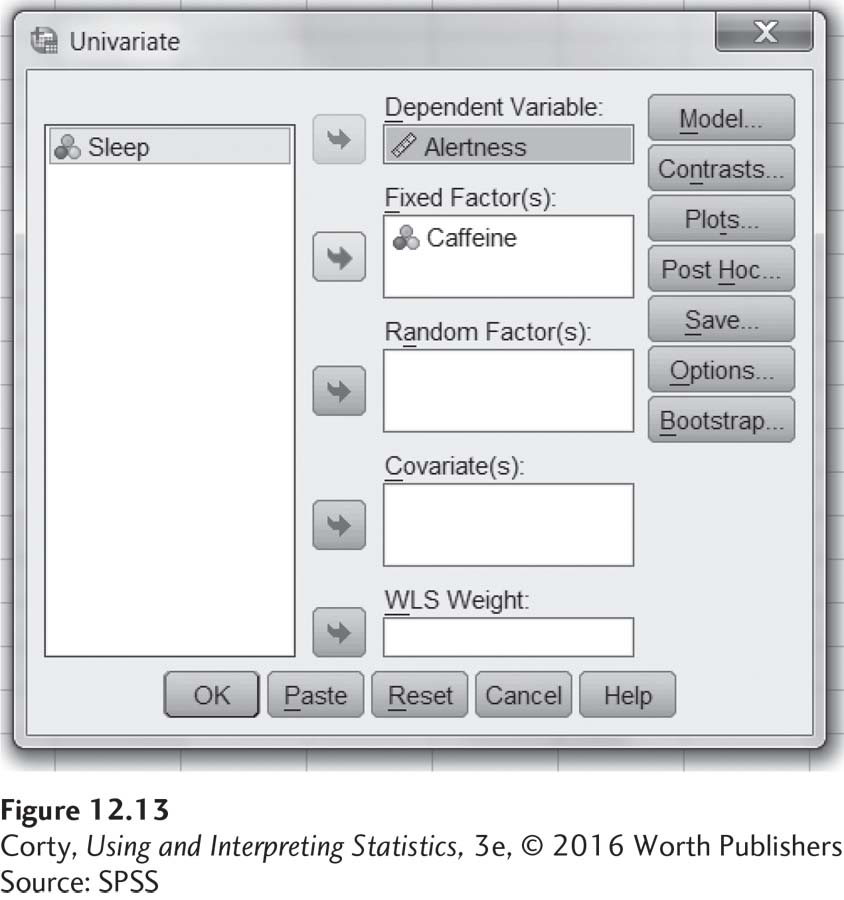 Univariate
Sleep
Dependent Variable:
Alertness
Fixed Factor(s):
Caffeine
Random Factor(s):
Covariate(s):
WLS Weight:
Model...
Contrasts...
Plots...
Post Hoc...
Save...
Options...
Bootstrap...
OK
Paste
Reset
Cancel
Help
Figure 12.13
Corty, Using and Interpreting Statistics, 3e, © 2016 Worth Publishers
Source: SPSS